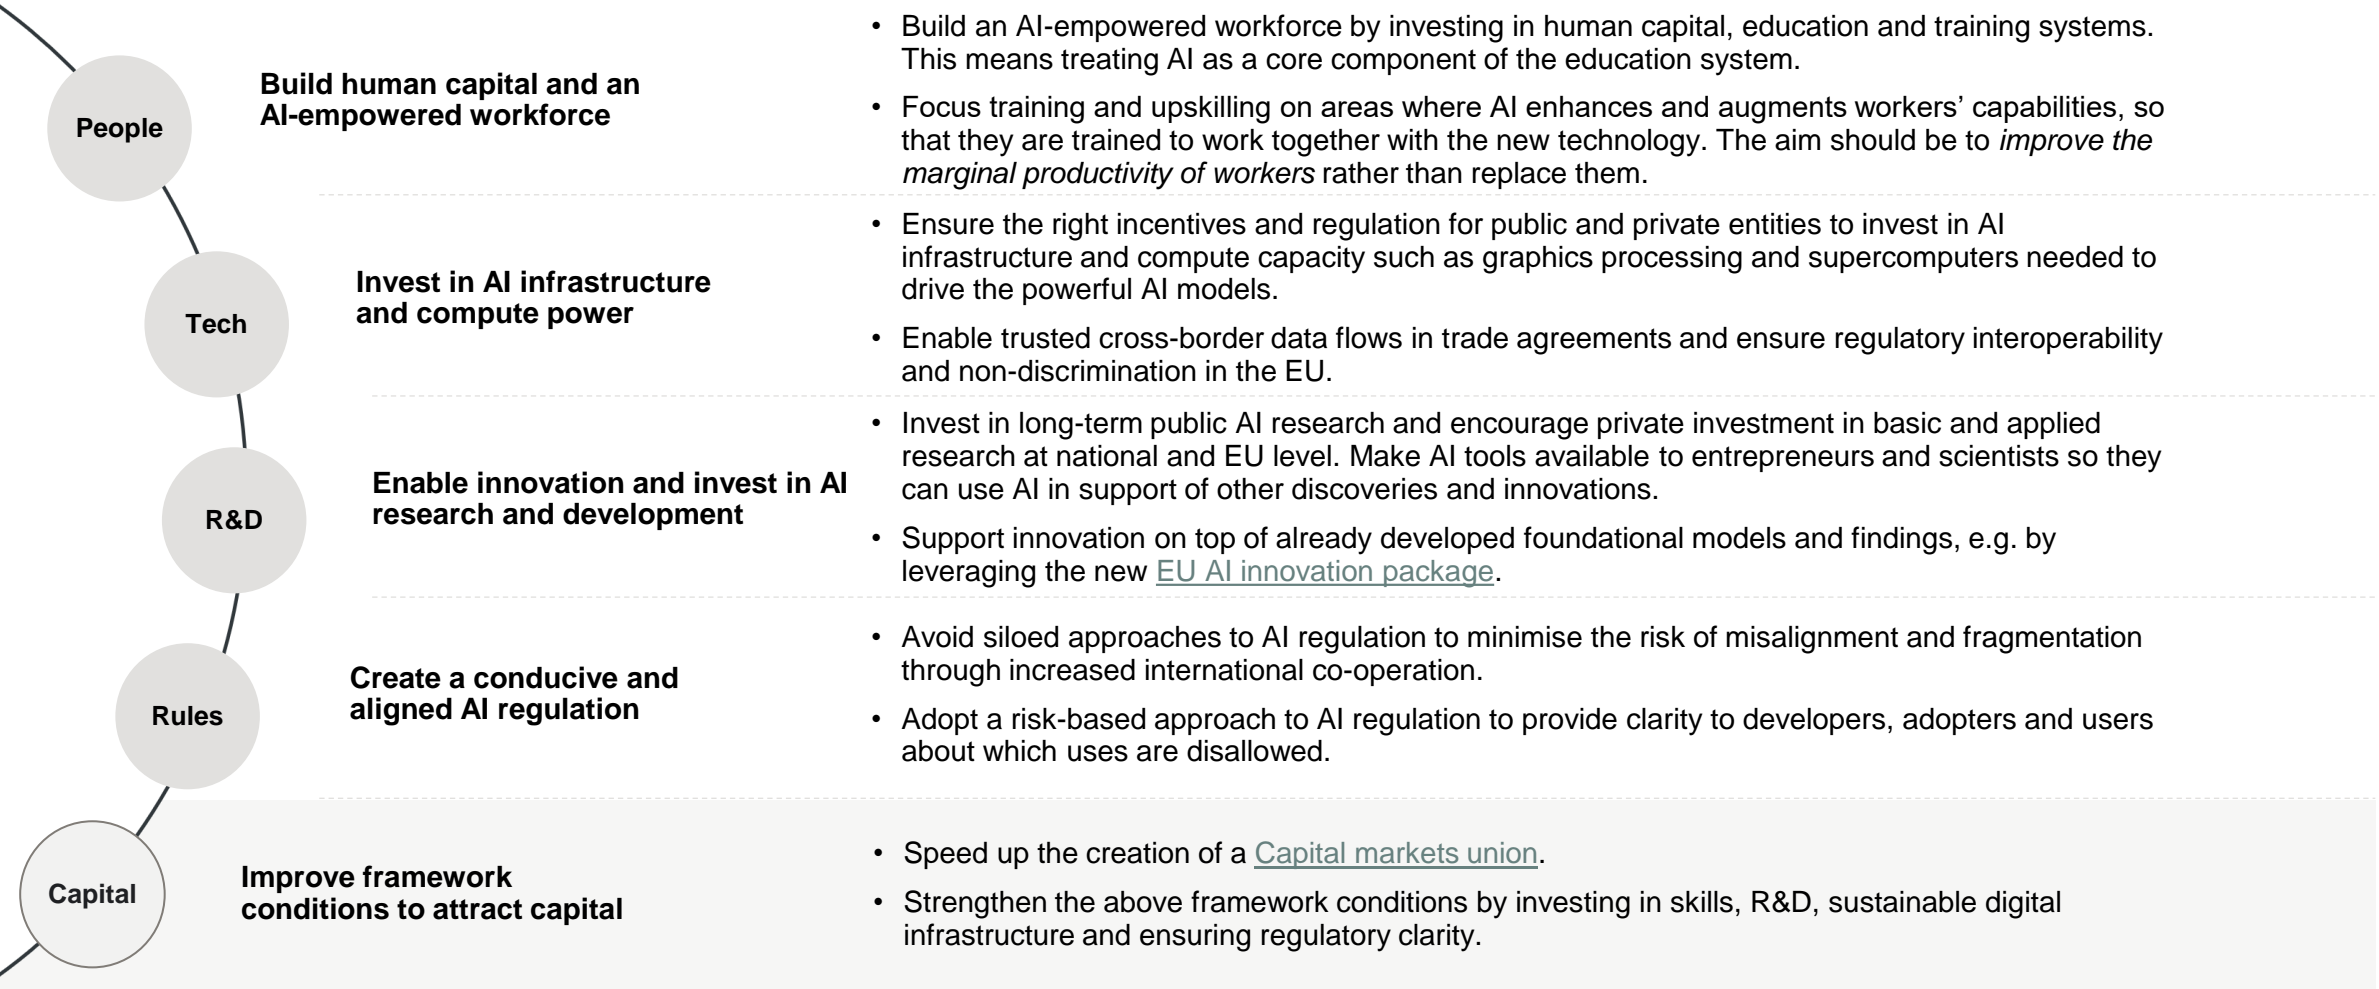 People
Build human capital and an
AI-empowered workforce
• Build an AI-empowered workforce by investing in human capital, education and training systems.
This means treating AI as a core component of the education system.
• Focus training and upskilling on areas where AI enhances and augments workers’ capabilities, so
that they are trained to work together with the new technology. The aim should be to improve the
marginal productivity of workers rather than replace them.
Tech
Invest in AI infrastructure
and compute power
• Ensure the right incentives and regulation for public and private entities to invest in AI
infrastructure and compute capacity such as graphics processing and supercomputers needed to
drive the powerful AI models.
• Enable trusted cross-border data flows in trade agreements and ensure regulatory interoperability
and non-discrimination in the EU.
R&D
Enable innovation and invest in AI
research and development
• Invest in long-term public AI research and encourage private investment in basic and applied
research at national and EU level. Make AI tools available to entrepreneurs and scientists so they
can use AI in support of other discoveries and innovations.
• Support innovation on top of already developed foundational models and findings, e.g. by
leveraging the new EU AI innovation package.
Rules
Create a conducive and
aligned AI regulation
• Avoid siloed approaches to AI regulation to minimise the risk of misalignment and fragmentation
through increased international co-operation.
• Adopt a risk-based approach to AI regulation to provide clarity to developers, adopters and users
about which uses are disallowed.
Capital
Improve framework
conditions to attract capital
• Speed up the creation of a Capital markets union.
• Strengthen the above framework conditions by investing in skills, R&D, sustainable digital
infrastructure and ensuring regulatory clarity.